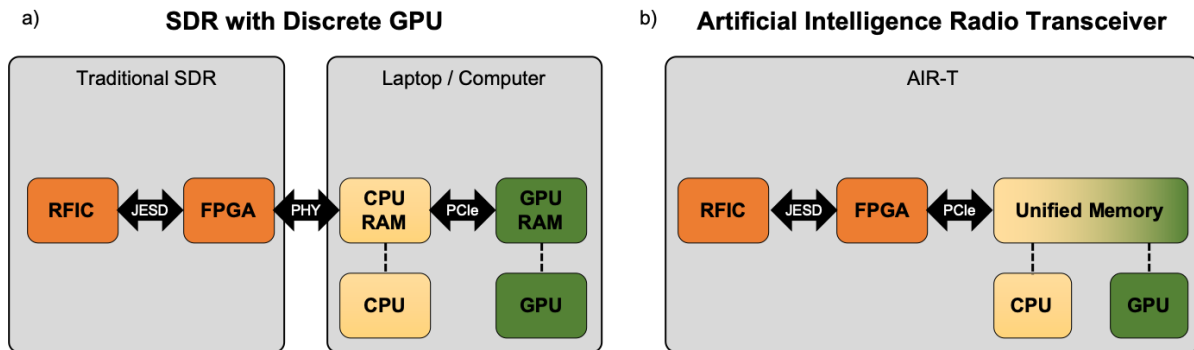 a) SDR with Discrete GPU
b) Artificial Intelligence Radio Transceiver
Traditional SDR
Laptop / Computer
AIR-T
RFIC
JESD
FPGA
PHY
CPU
RAM
PCIe
GPU
RAM
CPU
GPU
RFIC
JESD
FPGA
PCIe
Unified Memory
CPU
GPU